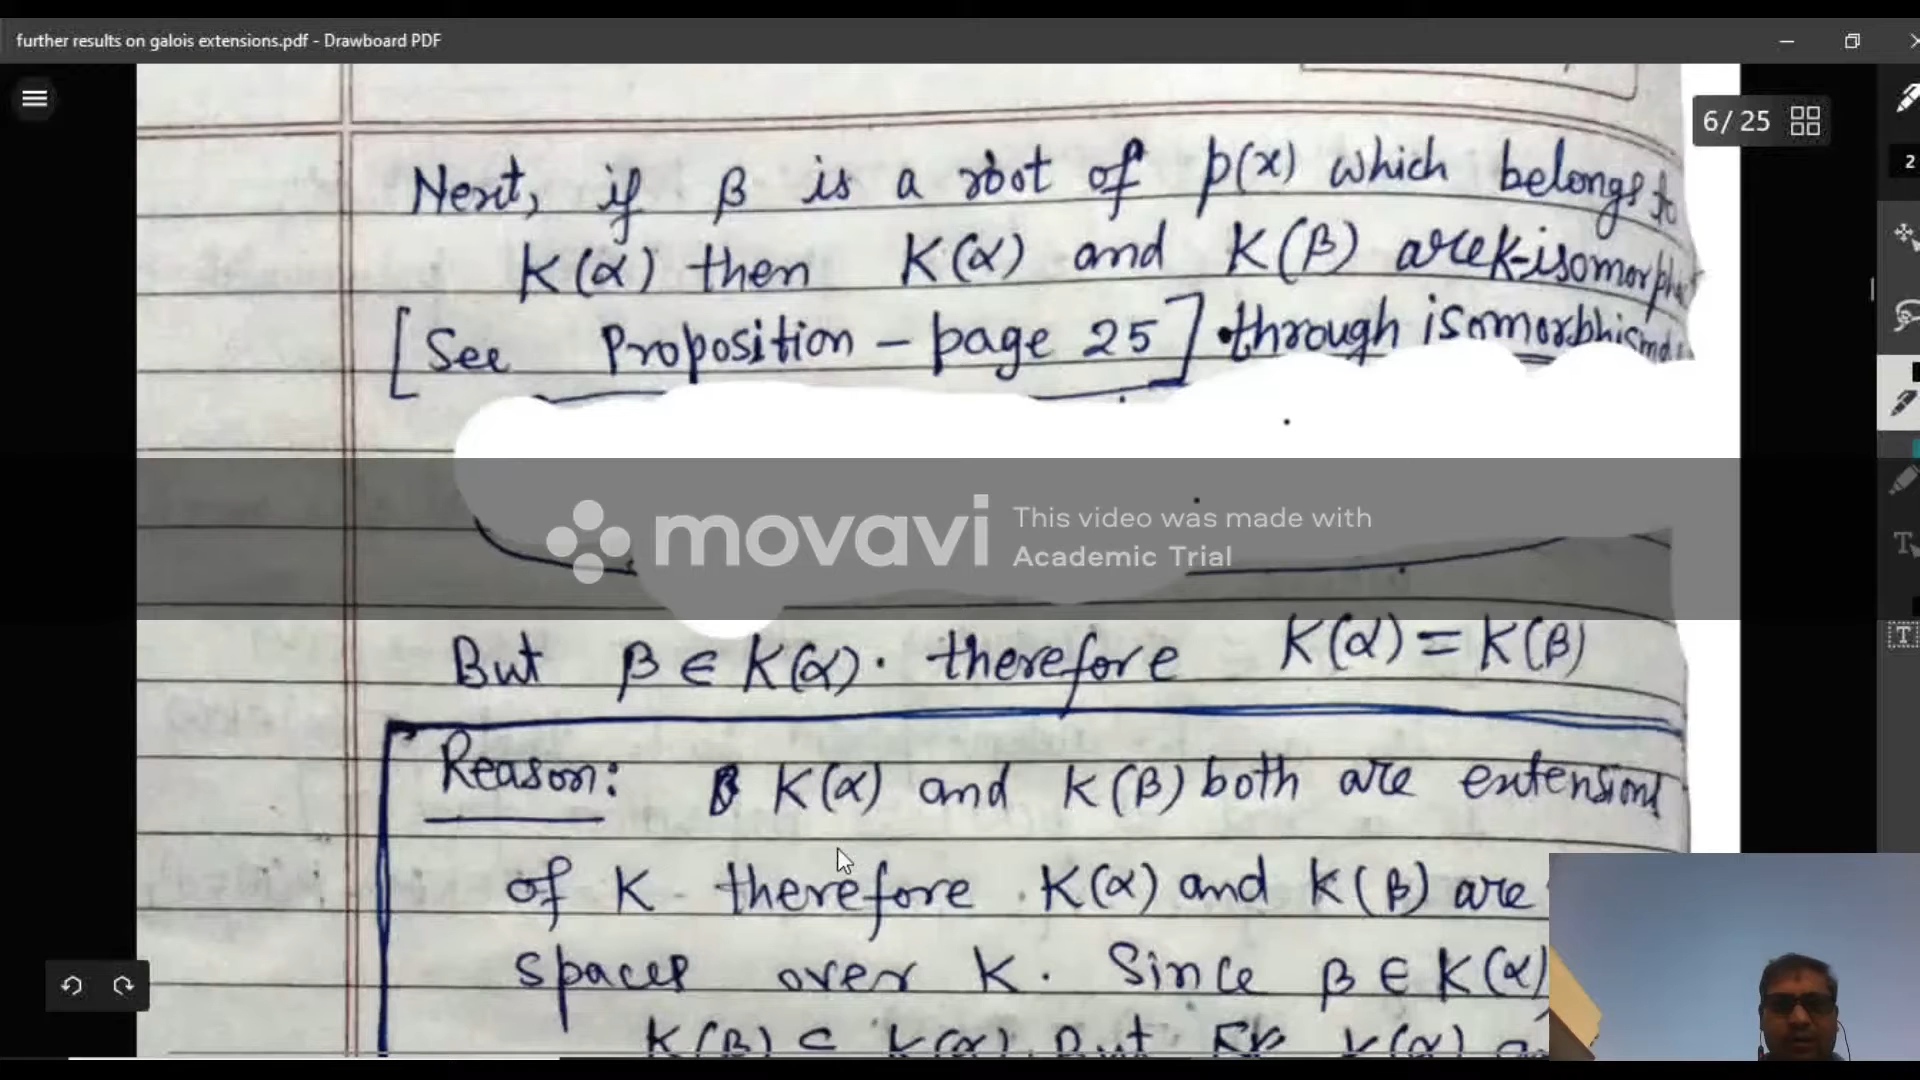 further results on galois extensions.pdf - Drawboard PDF
6/ 25
2
Next, if β is a root of p(x) which belongs to
K(α) then K(α) and K(β) are K-isomorphic
[See Proposition - page 25] through isomorphism
movavi
This video was made with
Academic Trial
But β ∈ K(α). therefore K(α) = K(β)
Reason: K(α) and K(β) both are extensions
of K therefore K(α) and K(β) are
spaces over K. Since β ∈ K(α)
K(β) ⊆ K(α). But K(α)